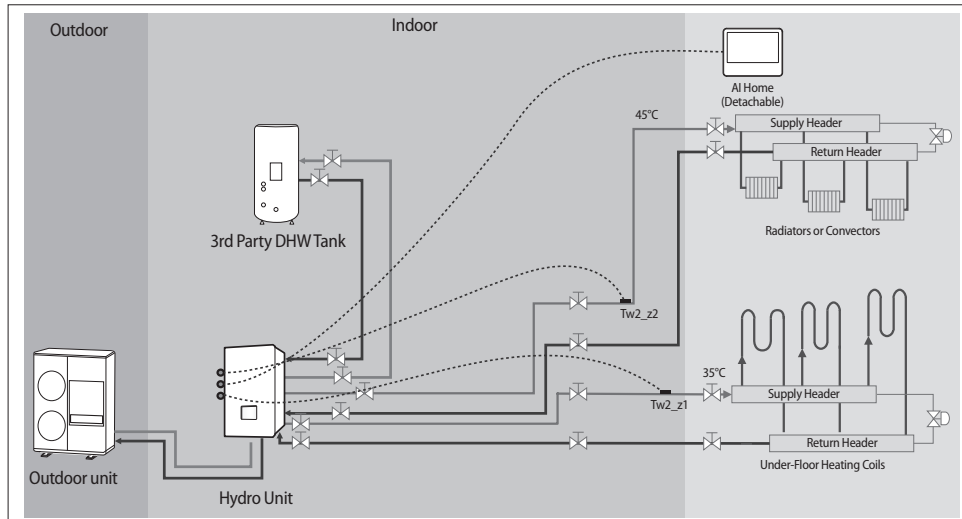 Outdoor
Indoor
AI Home
(Detachable)
45°C
Supply Header
Return Header
Radiators or Convectors
3rd Party DHW Tank
Tw2_z2
35°C
Tw2_z1
Supply Header
Return Header
Under-Floor Heating Coils
Outdoor unit
Hydro Unit